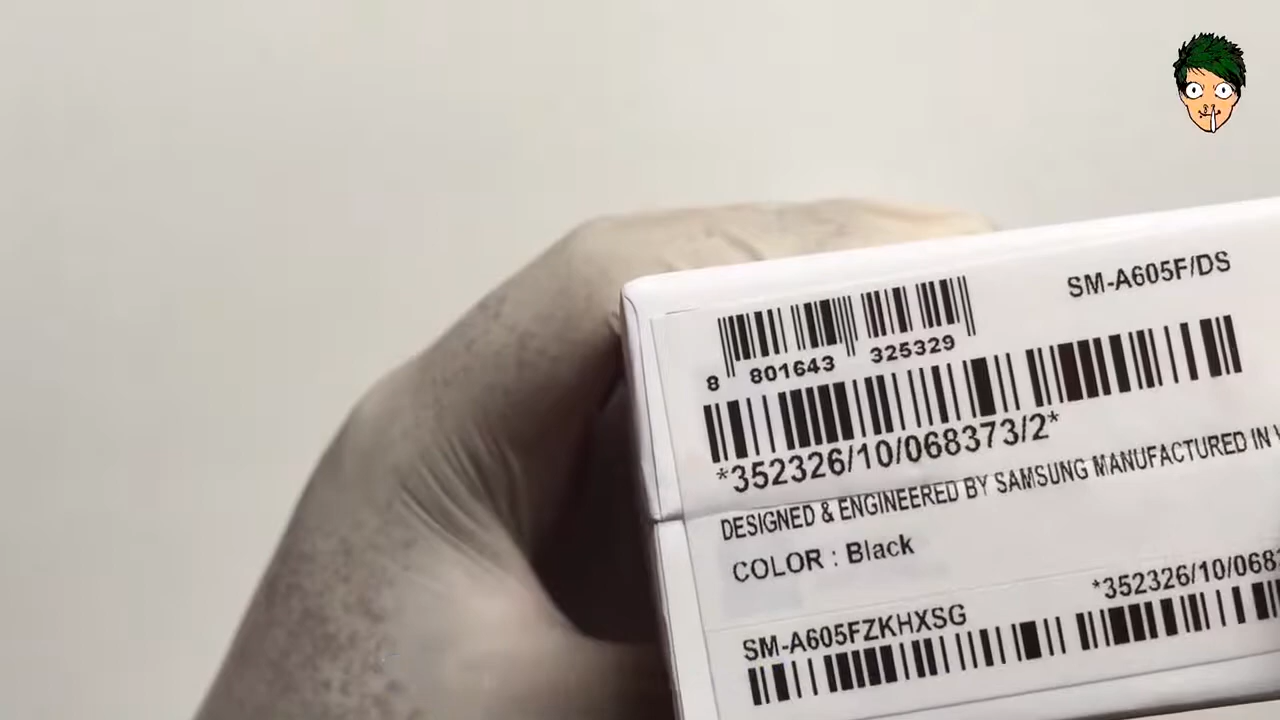 SM-A605F/DS
8 801643 325329
*352326/10/068373/2*
DESIGNED & ENGINEERED BY SAMSUNG MANUFACTURED IN
COLOR : Black
*352326/10/068
SM-A605FZKHXSG